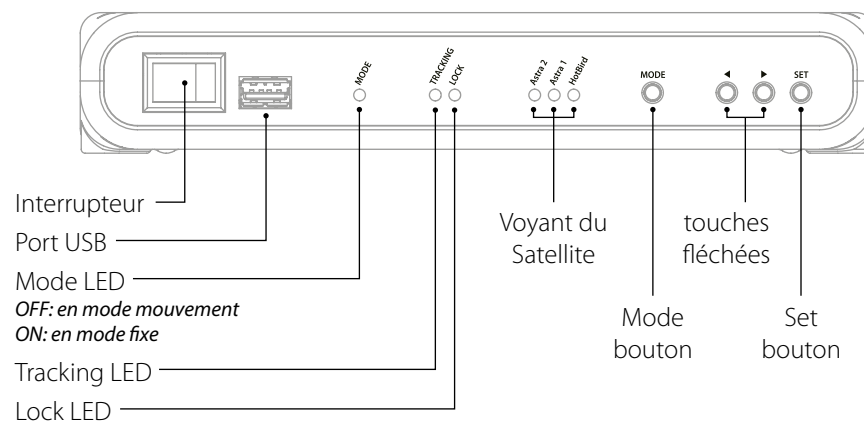 MODE
TRACKING
LOCK
Astra 2
Astra 1
HotBird
MODE
◄
►
SET
Interrupteur
Port USB
Mode LED
OFF: en mode mouvement
ON: en mode fixe
Tracking LED
Lock LED
Voyant du
Satellite
touches
fléchées
Mode
bouton
Set
bouton